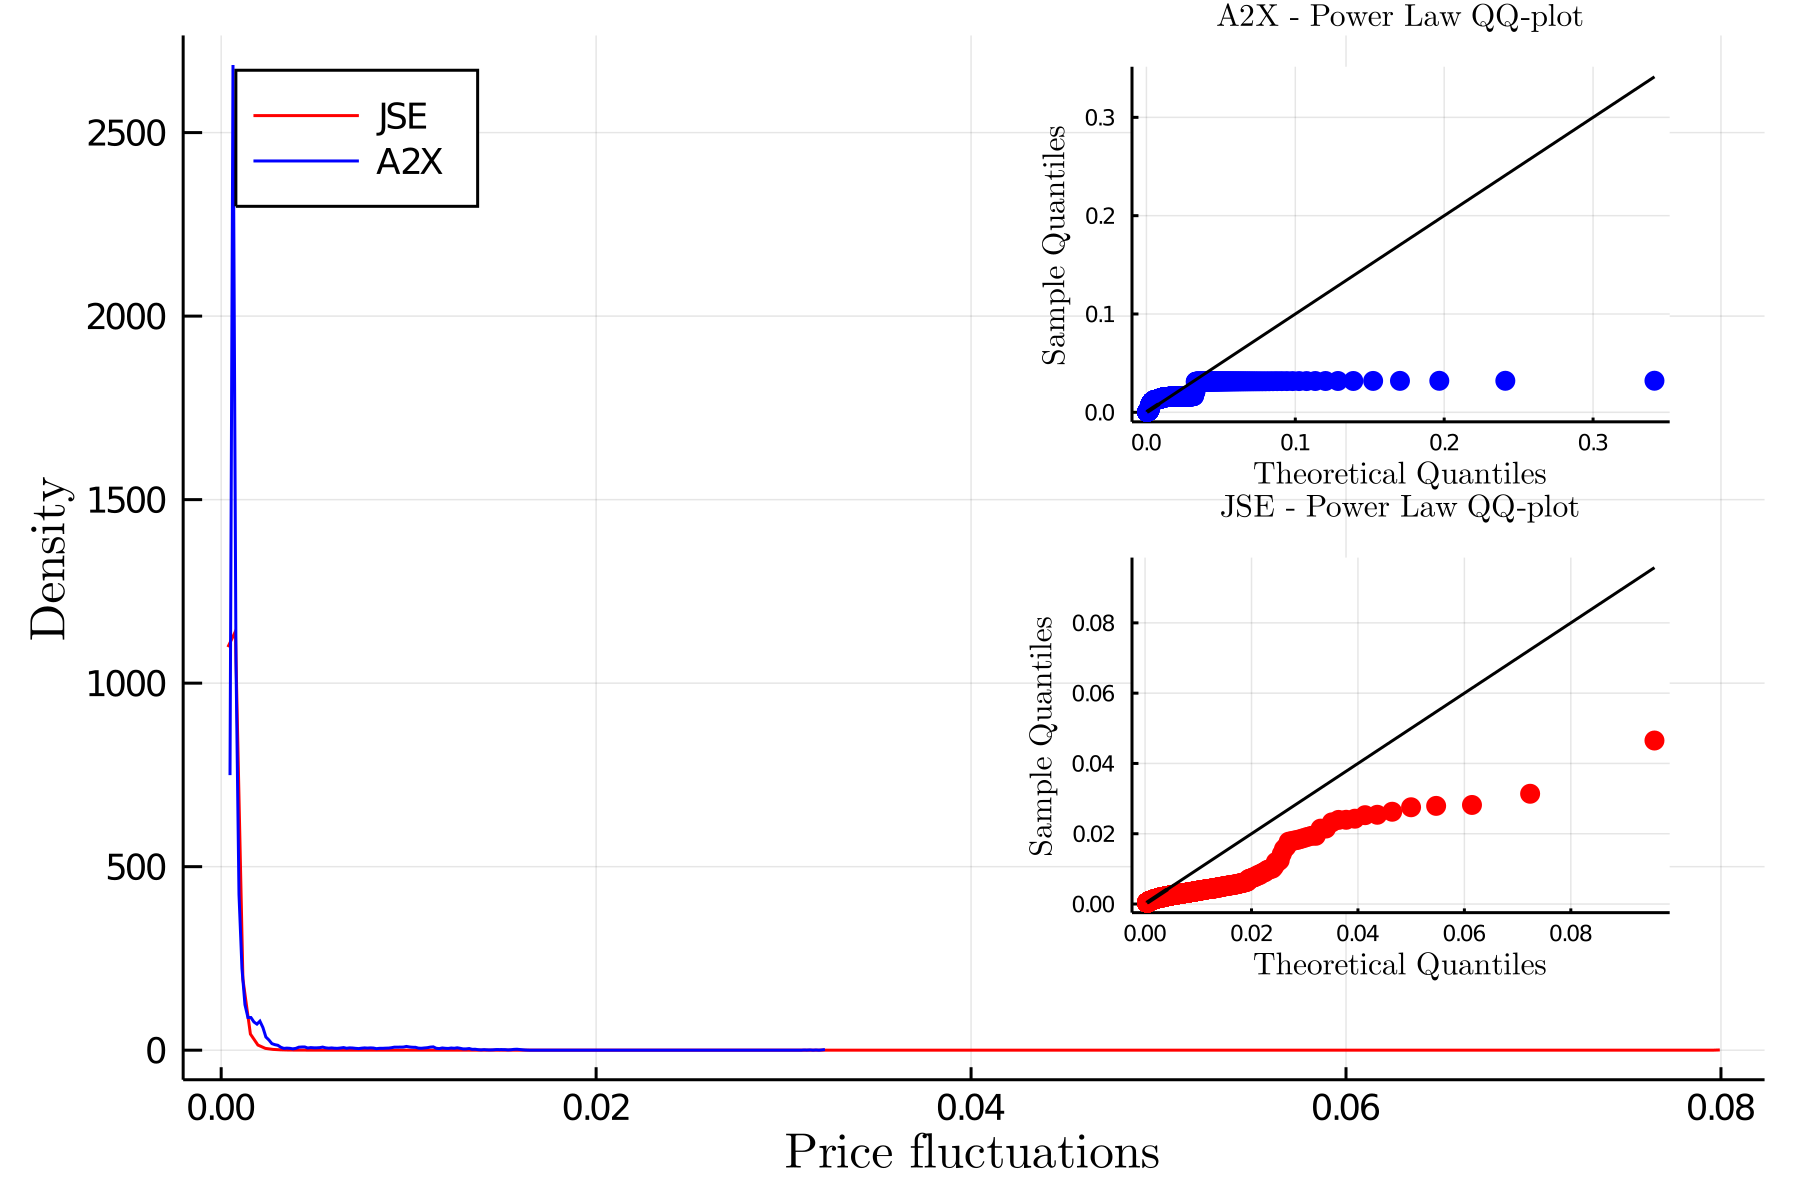 A2X - Power Law QQ-plot
JSE
A2X
Density
2500
2000
1500
1000
500
0
0.00 0.02 0.04 0.06 0.08
Price fluctuations
Sample Quantiles
0.3
0.2
0.1
0.0
0.0 0.1 0.2 0.3
Theoretical Quantiles
JSE - Power Law QQ-plot
Sample Quantiles
0.08
0.06
0.04
0.02
0.00
0.00 0.02 0.04 0.06 0.08
Theoretical Quantiles